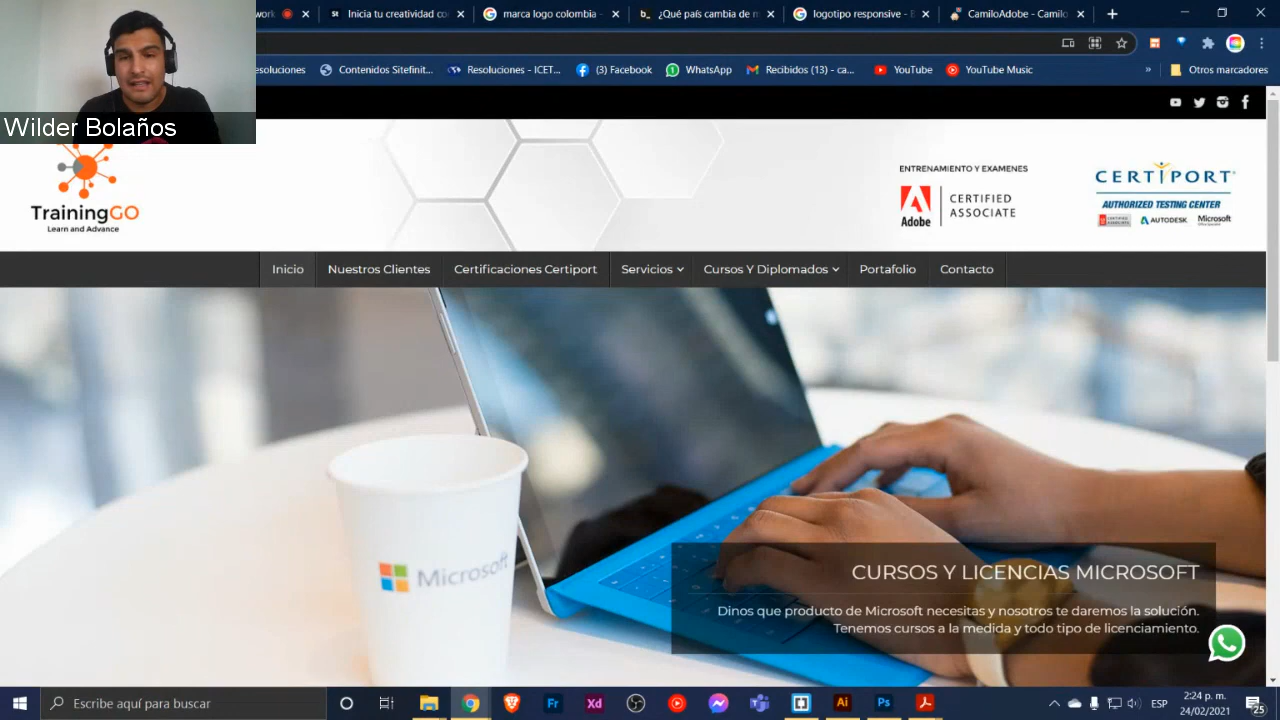 work
Inicia tu creatividad co
marca logo colombia -
¿Qué país cambia de m
logotipo responsive - B
CamiloAdobe - Camilo
esoluciones
Contenidos Sitefinit...
Resoluciones - ICET...
(3) Facebook
WhatsApp
Recibidos (13) - ca...
YouTube
YouTube Music
»
Otros marcadores
Wilder Bolaños
TrainingGO
Learn and Advance
ENTRENAMIENTO Y EXAMENES
Adobe
CERTIFIED
ASSOCIATE
CERTIPORT
AUTHORIZED TESTING CENTER
AUTODESK
Microsoft
Inicio
Nuestros Clientes
Certificaciones Certiport
Servicios
Cursos Y Diplomados
Portafolio
Contacto
Microsoft
CURSOS Y LICENCIAS MICROSOFT
Dinos que producto de Microsoft necesitas y nosotros te daremos la solución.
Tenemos cursos a la medida y todo tipo de licenciamiento.
Escribe aquí para buscar
Fr
Xd
Ai
Ps
ESP
2:24 p. m.
24/02/2021
25